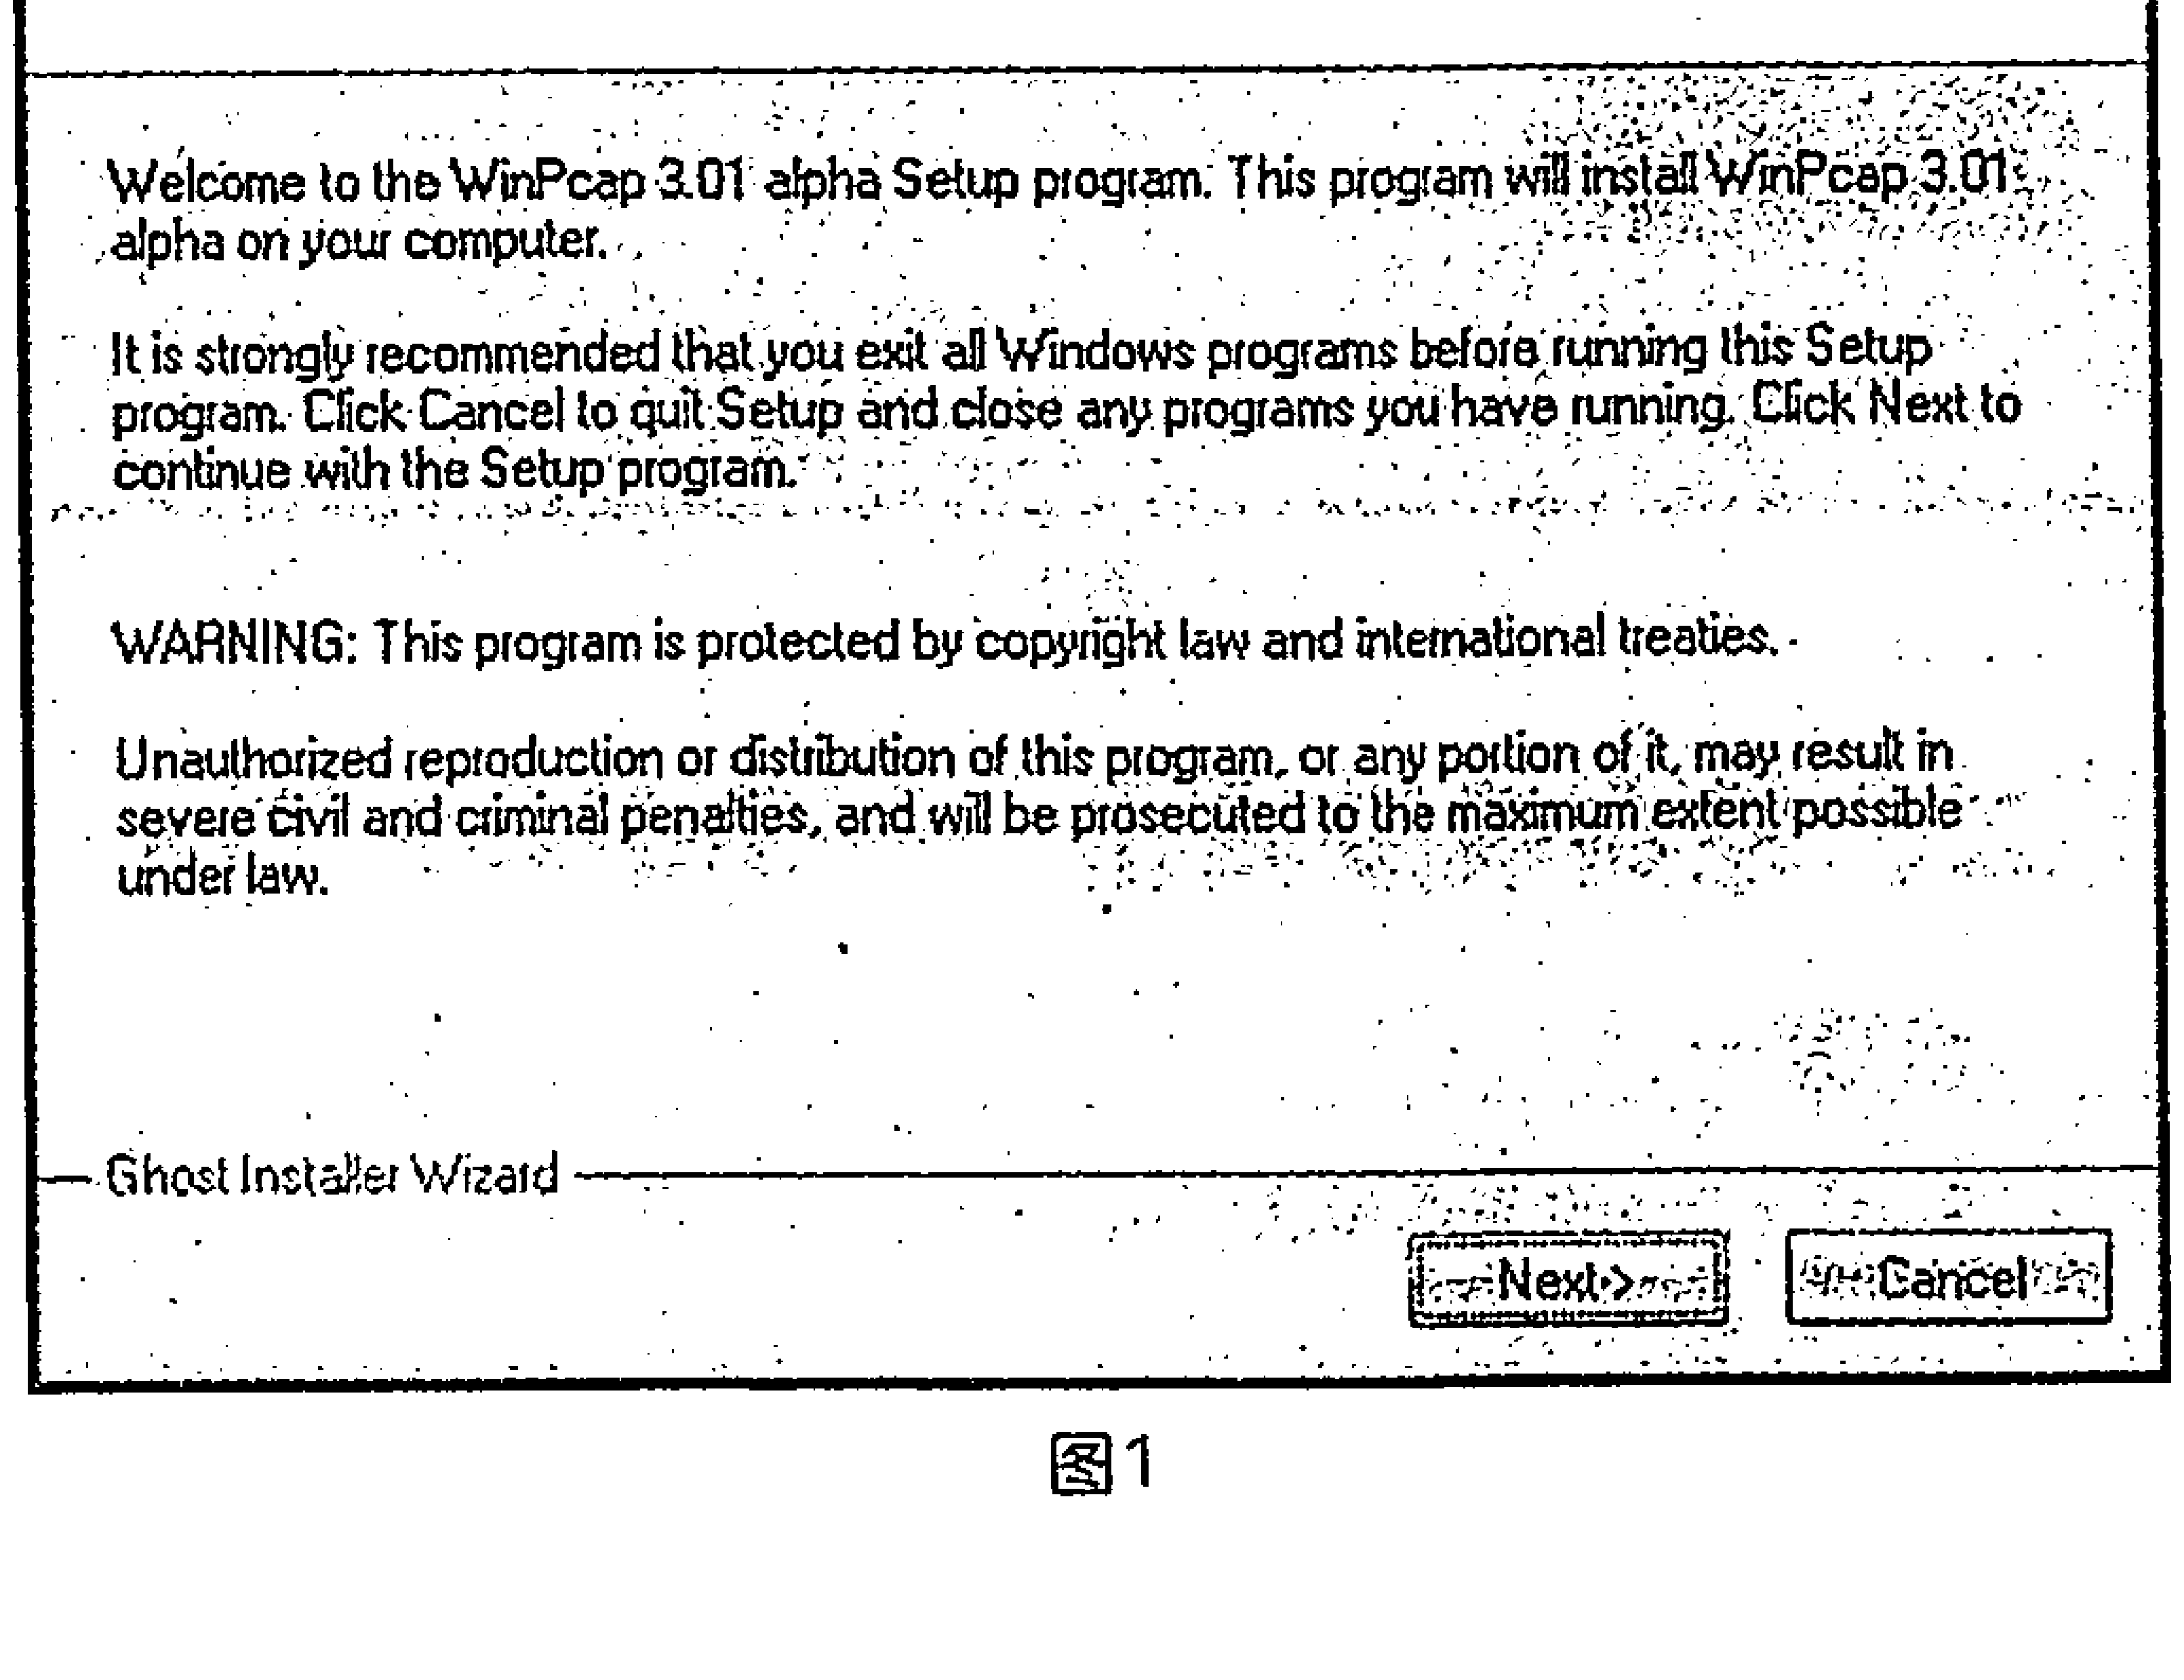 Welcome to the WinPcap 3.01 alpha Setup program. This program will install WinPcap 3.01
alpha on your computer.
It is strongly recommended that you exit all Windows programs before running this Setup
program. Click Cancel to quit Setup and close any programs you have running. Click Next to
continue with the Setup program.
WARNING: This program is protected by copyright law and international treaties.
Unauthorized reproduction or distribution of this program, or any portion of it, may result in
severe civil and criminal penalties, and will be prosecuted to the maximum extent possible
under law.
Ghost Installer Wizard
Next > Cancel
图1